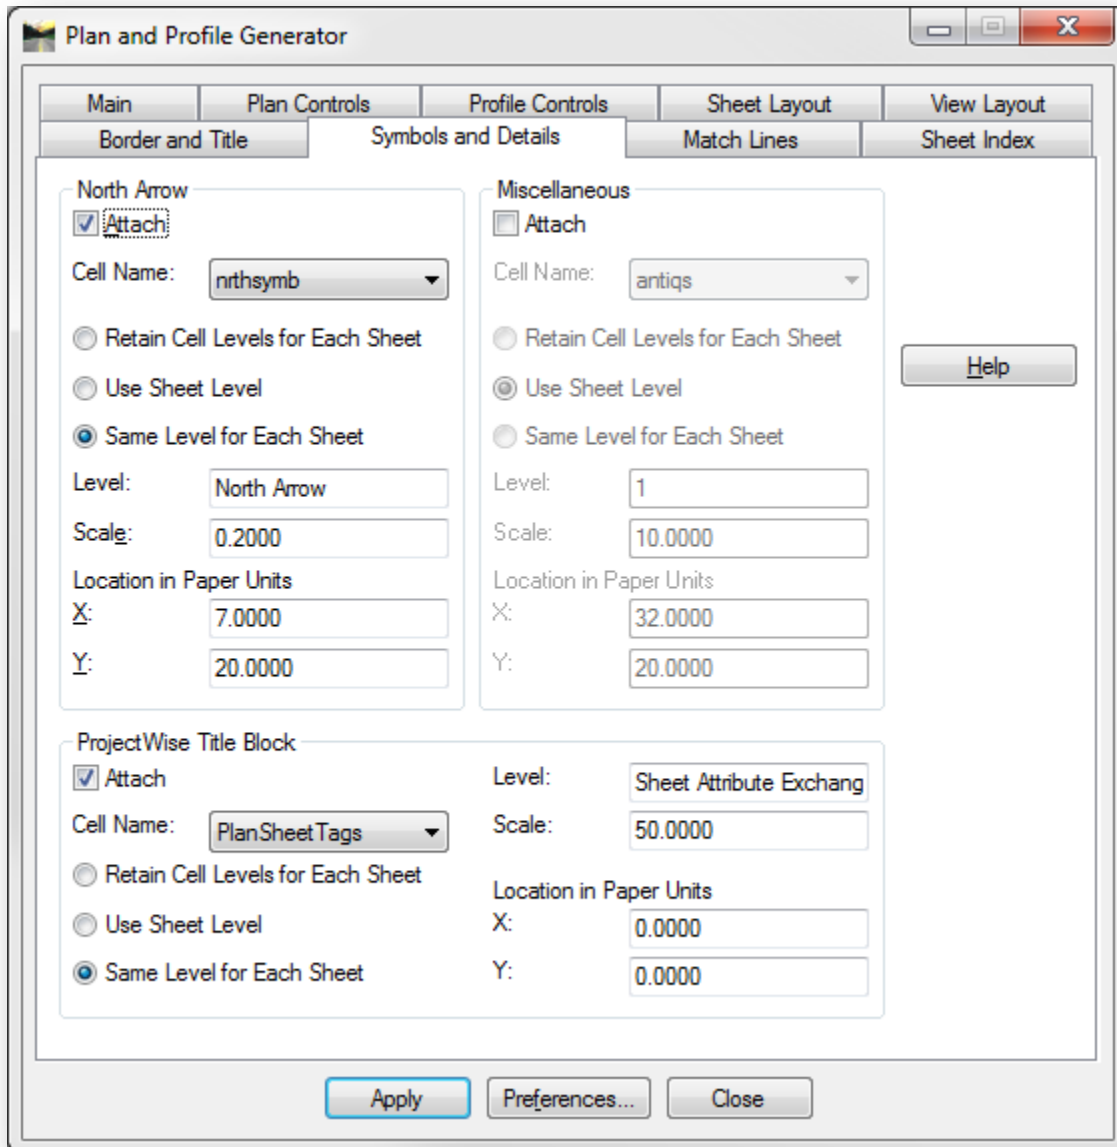 Plan and Profile Generator
Main Plan Controls Profile Controls Sheet Layout View Layout
Border and Title Symbols and Details Match Lines Sheet Index
North Arrow
Attach
Cell Name: nrthsymb
Retain Cell Levels for Each Sheet
Use Sheet Level
Same Level for Each Sheet
Level: North Arrow
Scale: 0.2000
Location in Paper Units
X: 7.0000
Y: 20.0000
Miscellaneous
Attach
Cell Name: antiqs
Retain Cell Levels for Each Sheet
Use Sheet Level
Same Level for Each Sheet
Level: 1
Scale: 10.0000
Location in Paper Units
X: 32.0000
Y: 20.0000
Help
ProjectWise Title Block
Attach
Cell Name: PlanSheetTags
Retain Cell Levels for Each Sheet
Use Sheet Level
Same Level for Each Sheet
Level: Sheet Attribute Exchang
Scale: 50.0000
Location in Paper Units
X: 0.0000
Y: 0.0000
Apply Preferences... Close